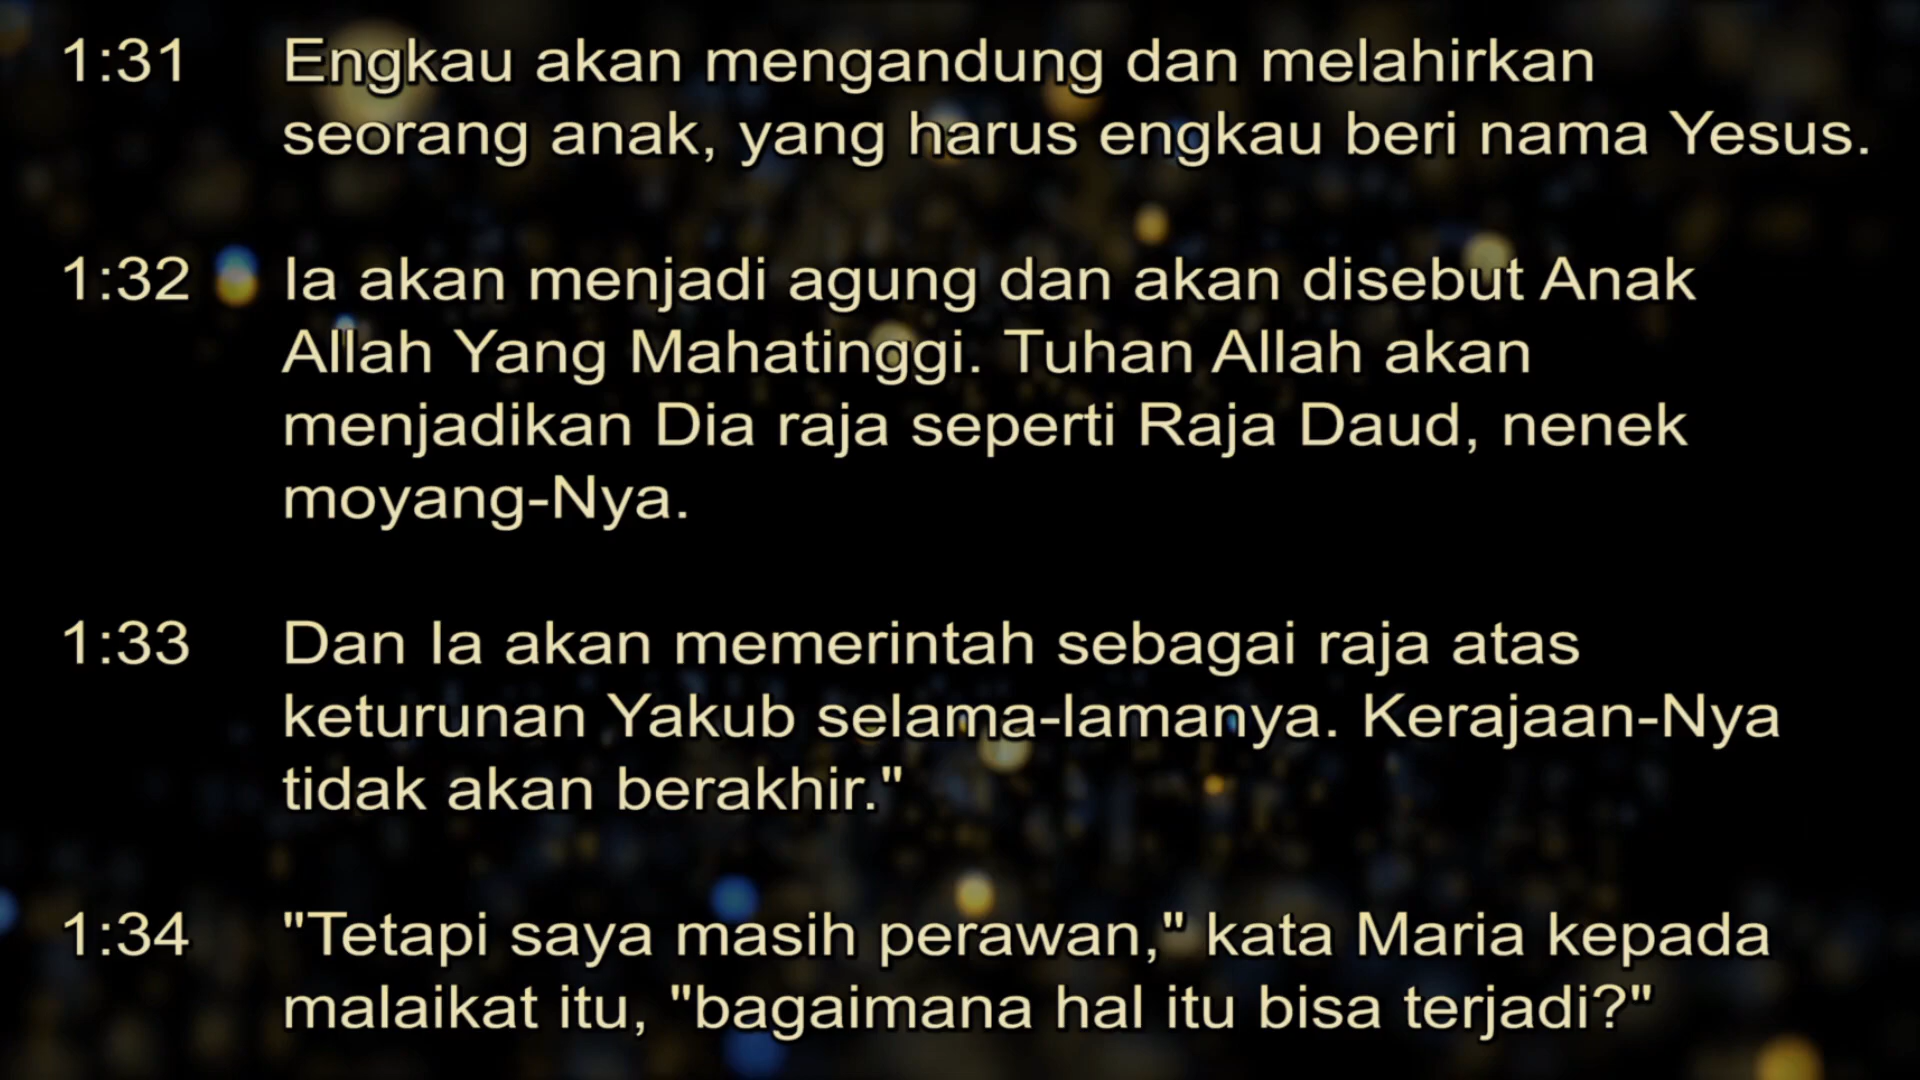 1:31 Engkau akan mengandung dan melahirkan
seorang anak, yang harus engkau beri nama Yesus.
1:32 Ia akan menjadi agung dan akan disebut Anak
Allah Yang Mahatinggi. Tuhan Allah akan
menjadikan Dia raja seperti Raja Daud, nenek
moyang-Nya.
1:33 Dan Ia akan memerintah sebagai raja atas
keturunan Yakub selama-lamanya. Kerajaan-Nya
tidak akan berakhir."
1:34 "Tetapi saya masih perawan," kata Maria kepada
malaikat itu, "bagaimana hal itu bisa terjadi?"